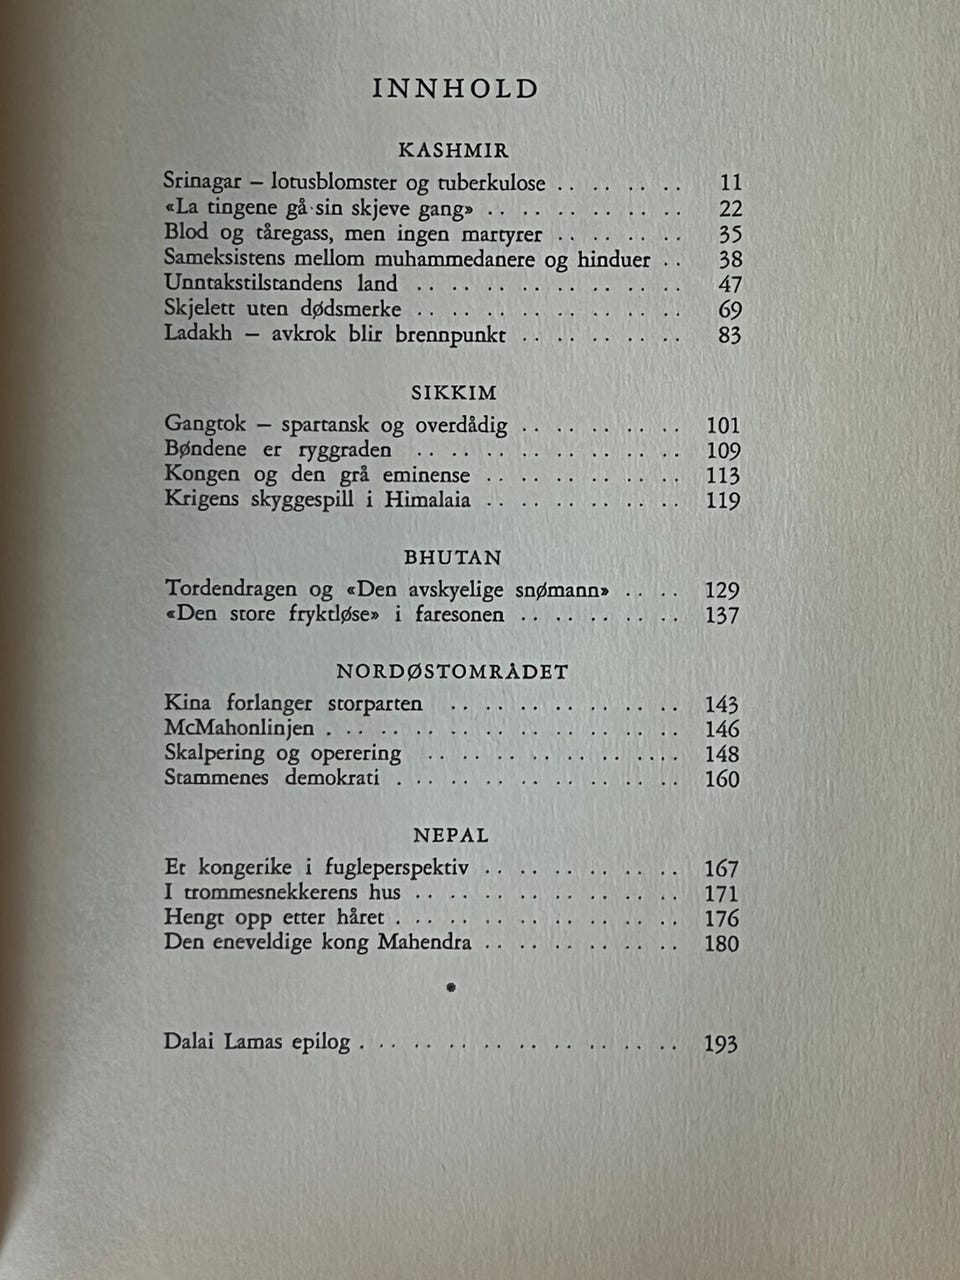 INNHOLD
KASHMIR
Srinagar – lotusblomster og tuberkulose . . . . . . . 11
«La tingene gå sin skjeve gang» . . . . . . . . . . . 22
Blod og tåregass, men ingen martyrer . . . . . . . 35
Sameksistens mellom muhammedanere og hinduer . . 38
Unntakstilstandens land . . . . . . . . . . . . . . . 47
Skjelett uten dødsmerke . . . . . . . . . . . . . . . 69
Ladakh – avkrok blir brennpunkt . . . . . . . . . 83
SIKKIM
Gangtok – spartansk og overdådig . . . . . . . . . 101
Bøndene er ryggraden . . . . . . . . . . . . . . . 109
Kongen og den grå eminense . . . . . . . . . . . 113
Krigens skyggespill i Himalaia . . . . . . . . . . . 119
BHUTAN
Tordendragen og «Den avskyelige snømann» . . . . 129
«Den store fryktløse» i faresonen . . . . . . . . . 137
NORDØSTOMRÅDET
Kina forlanger storparten . . . . . . . . . . . . . 143
McMahonlinjen . . . . . . . . . . . . . . . . . . . 146
Skalpering og operering . . . . . . . . . . . . . . . 148
Stammenes demokrati . . . . . . . . . . . . . . . . 160
NEPAL
Et kongerike i fugleperspektiv . . . . . . . . . . . 167
I trommesnekkerens hus . . . . . . . . . . . . . . . 171
Hengt opp etter håret . . . . . . . . . . . . . . . . 176
Den eneveldige kong Mahendra . . . . . . . . . . . 180
*
Dalai Lamas epilog . . . . . . . . . . . . . . . . . . 193